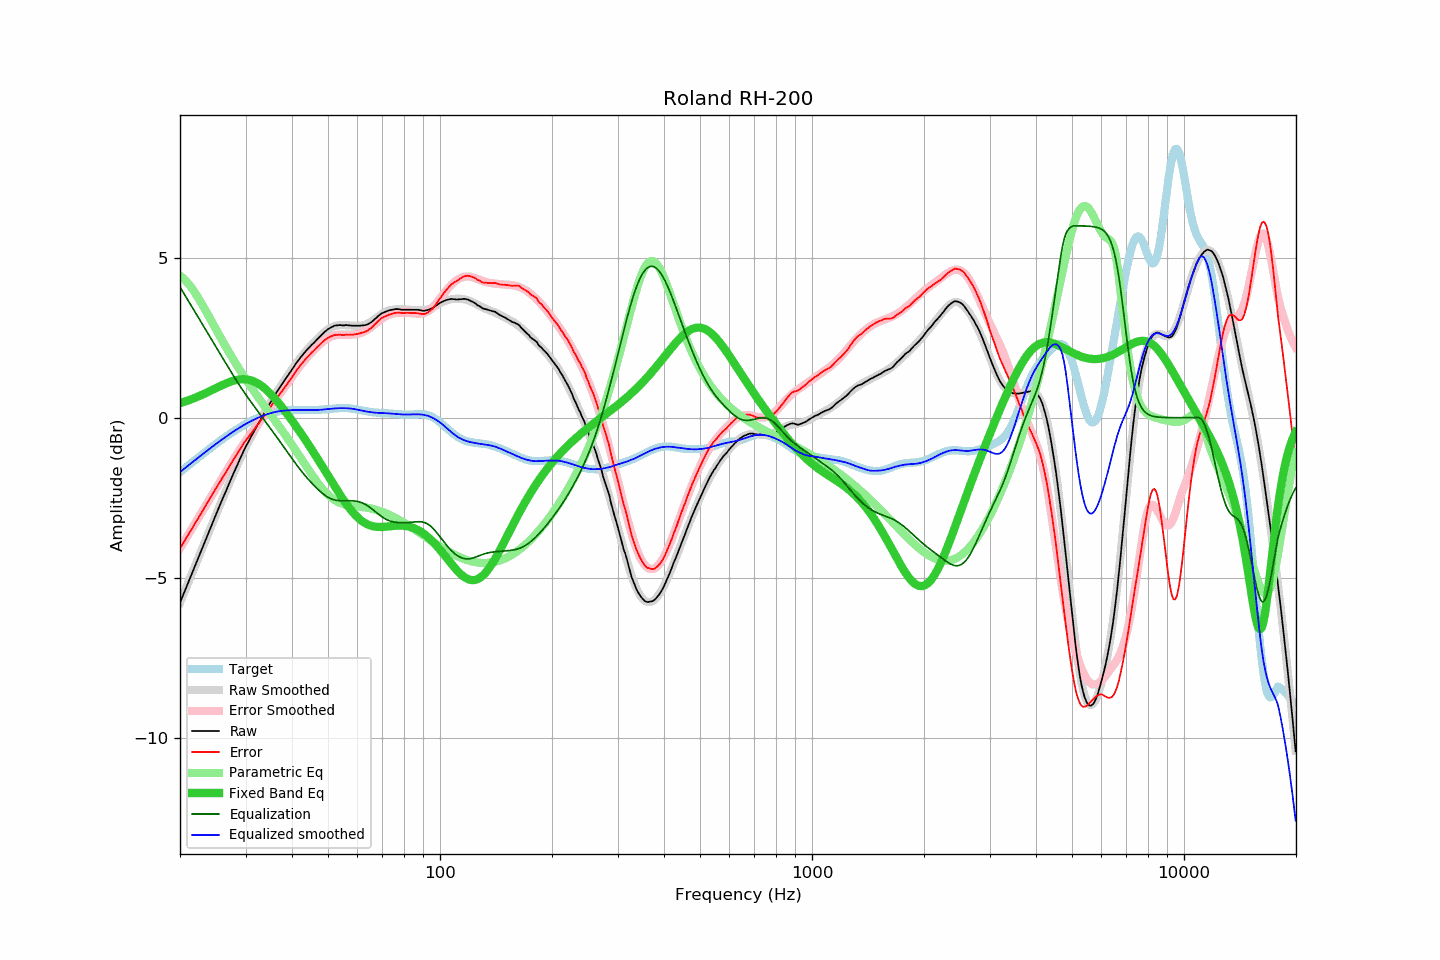 Roland RH-200
Amplitude (dBr)
5
0
−5
−10
Target
Raw Smoothed
Error Smoothed
Raw
Error
Parametric Eq
Fixed Band Eq
Equalization
Equalized smoothed
100
1000
10000
Frequency (Hz)